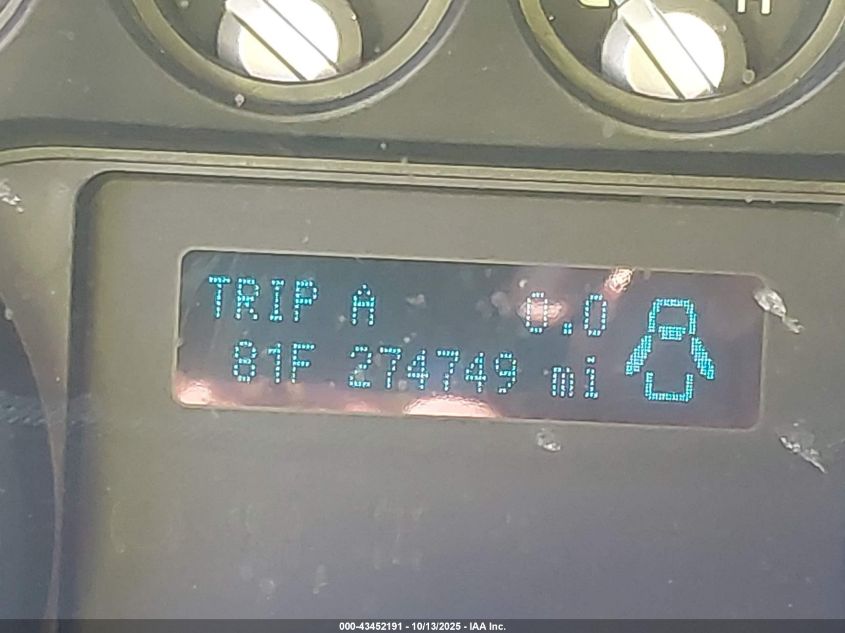 H
TRIP A 0.0
81F 274749 mi
000-43452191 - 10/13/2025 - IAA Inc.